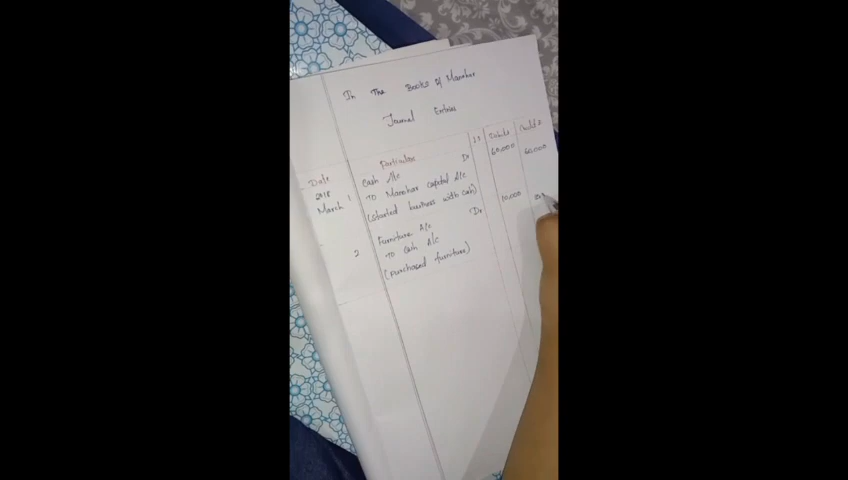 In The Books of Manohar
Journal Entries
Date Particulars Debit Credit
2018 Cash A/c Dr 60,000
March 1 To Manohar capital A/c 60,000
(started business with cash)
2 Furniture A/c Dr 10,000
To Cash A/c
(purchased furniture)